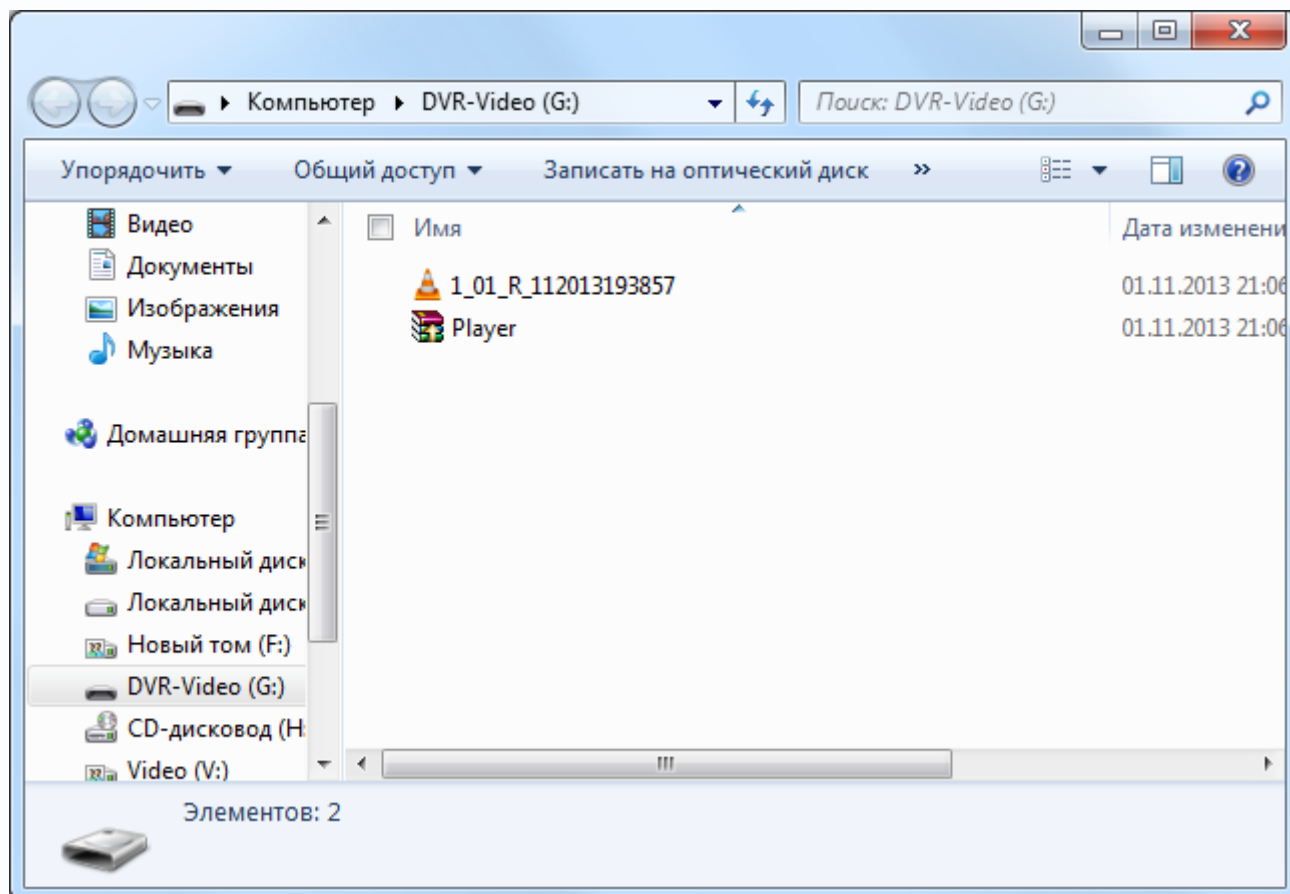 Компьютер DVR-Video (G:)
Поиск: DVR-Video (G:)
Упорядочить Общий доступ Записать на оптический диск »
Видео
Документы
Изображения
Музыка
Домашняя группа
Компьютер
Локальный диск
Локальный диск
Новый том (F:)
DVR-Video (G:)
CD-дисковод (H:
Video (V:)
Имя Дата изменени
1_01_R_112013193857 01.11.2013 21:06
Player 01.11.2013 21:06
Элементов: 2